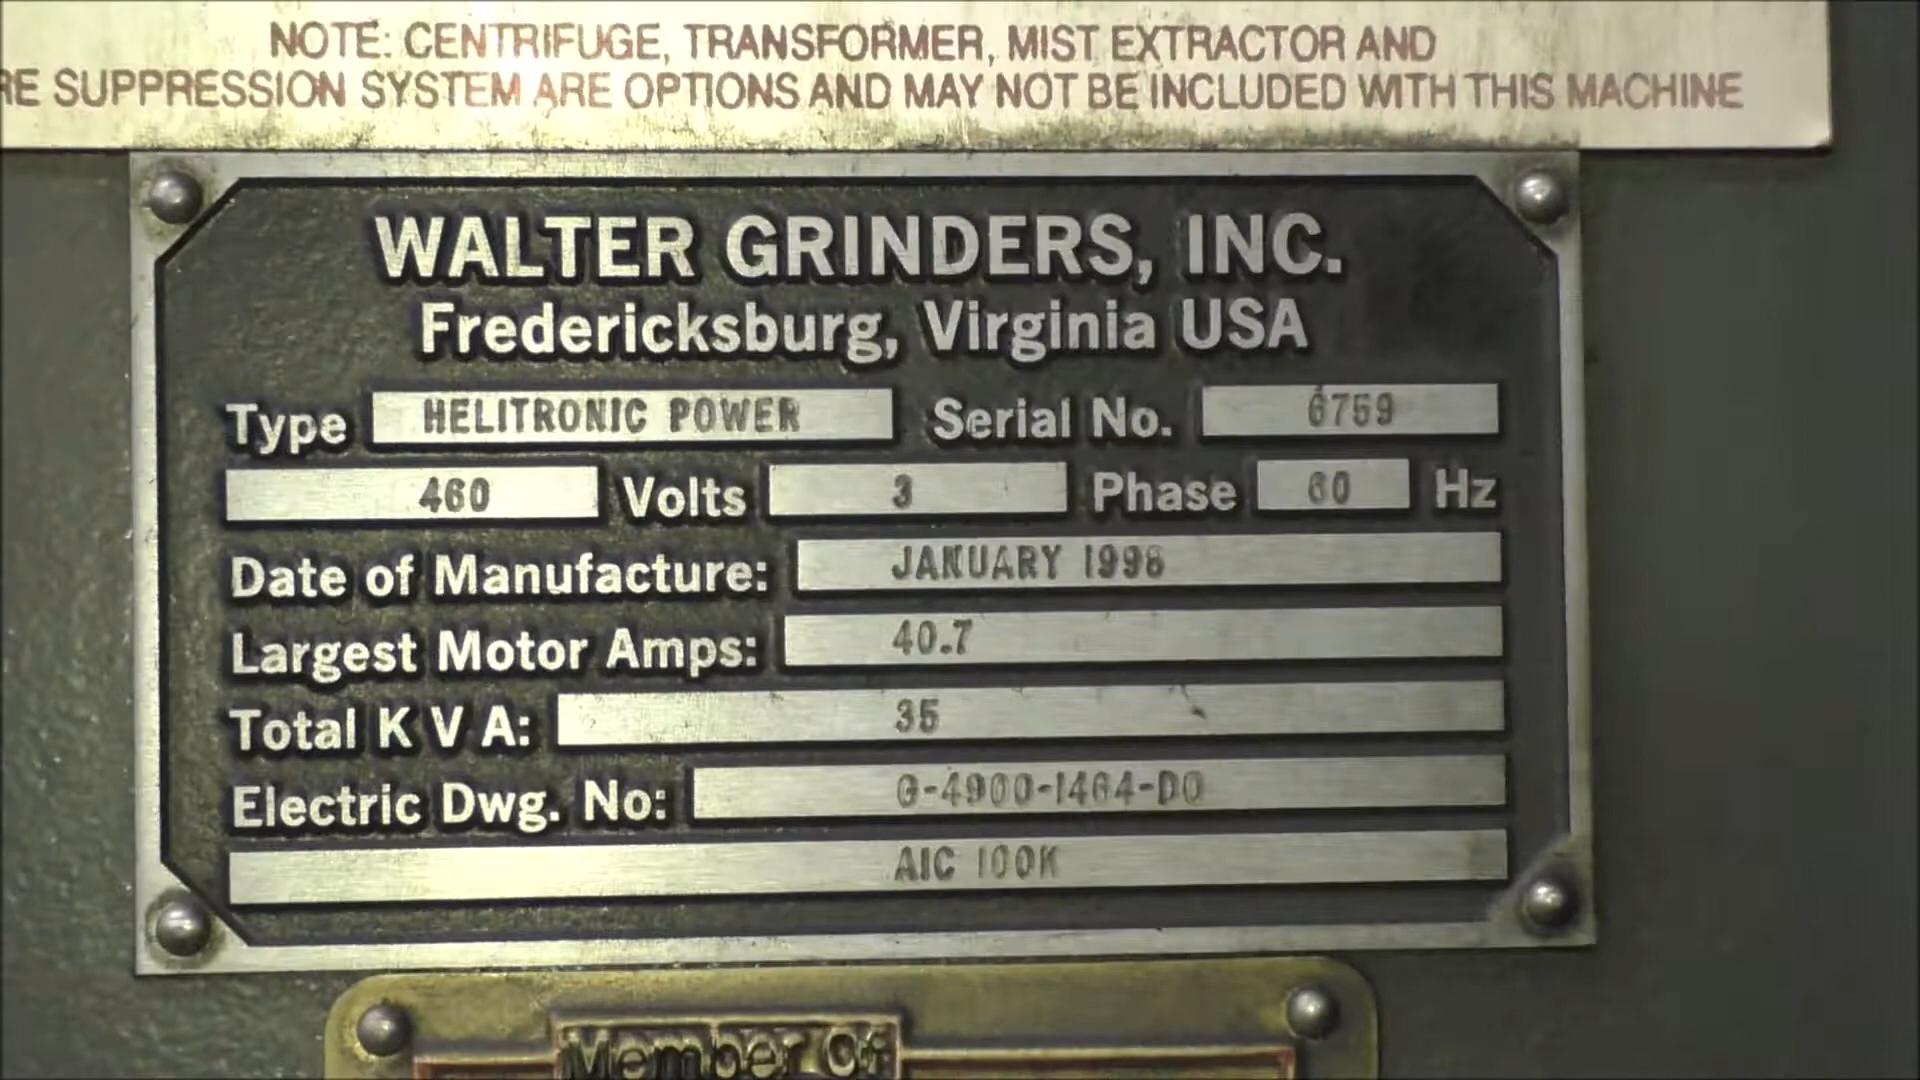 NOTE: CENTRIFUGE, TRANSFORMER, MIST EXTRACTOR AND
RE SUPPRESSION SYSTEM ARE OPTIONS AND MAY NOT BE INCLUDED WITH THIS MACHINE
WALTER GRINDERS, INC.
Fredericksburg, Virginia USA
Type HELITRONIC POWER Serial No. 6759
460 Volts 3 Phase 60 Hz
Date of Manufacture: JANUARY 1998
Largest Motor Amps: 40.7
Total K V A: 35
Electric Dwg. No: G-4900-1464-DO
AIC 100K
Member Of